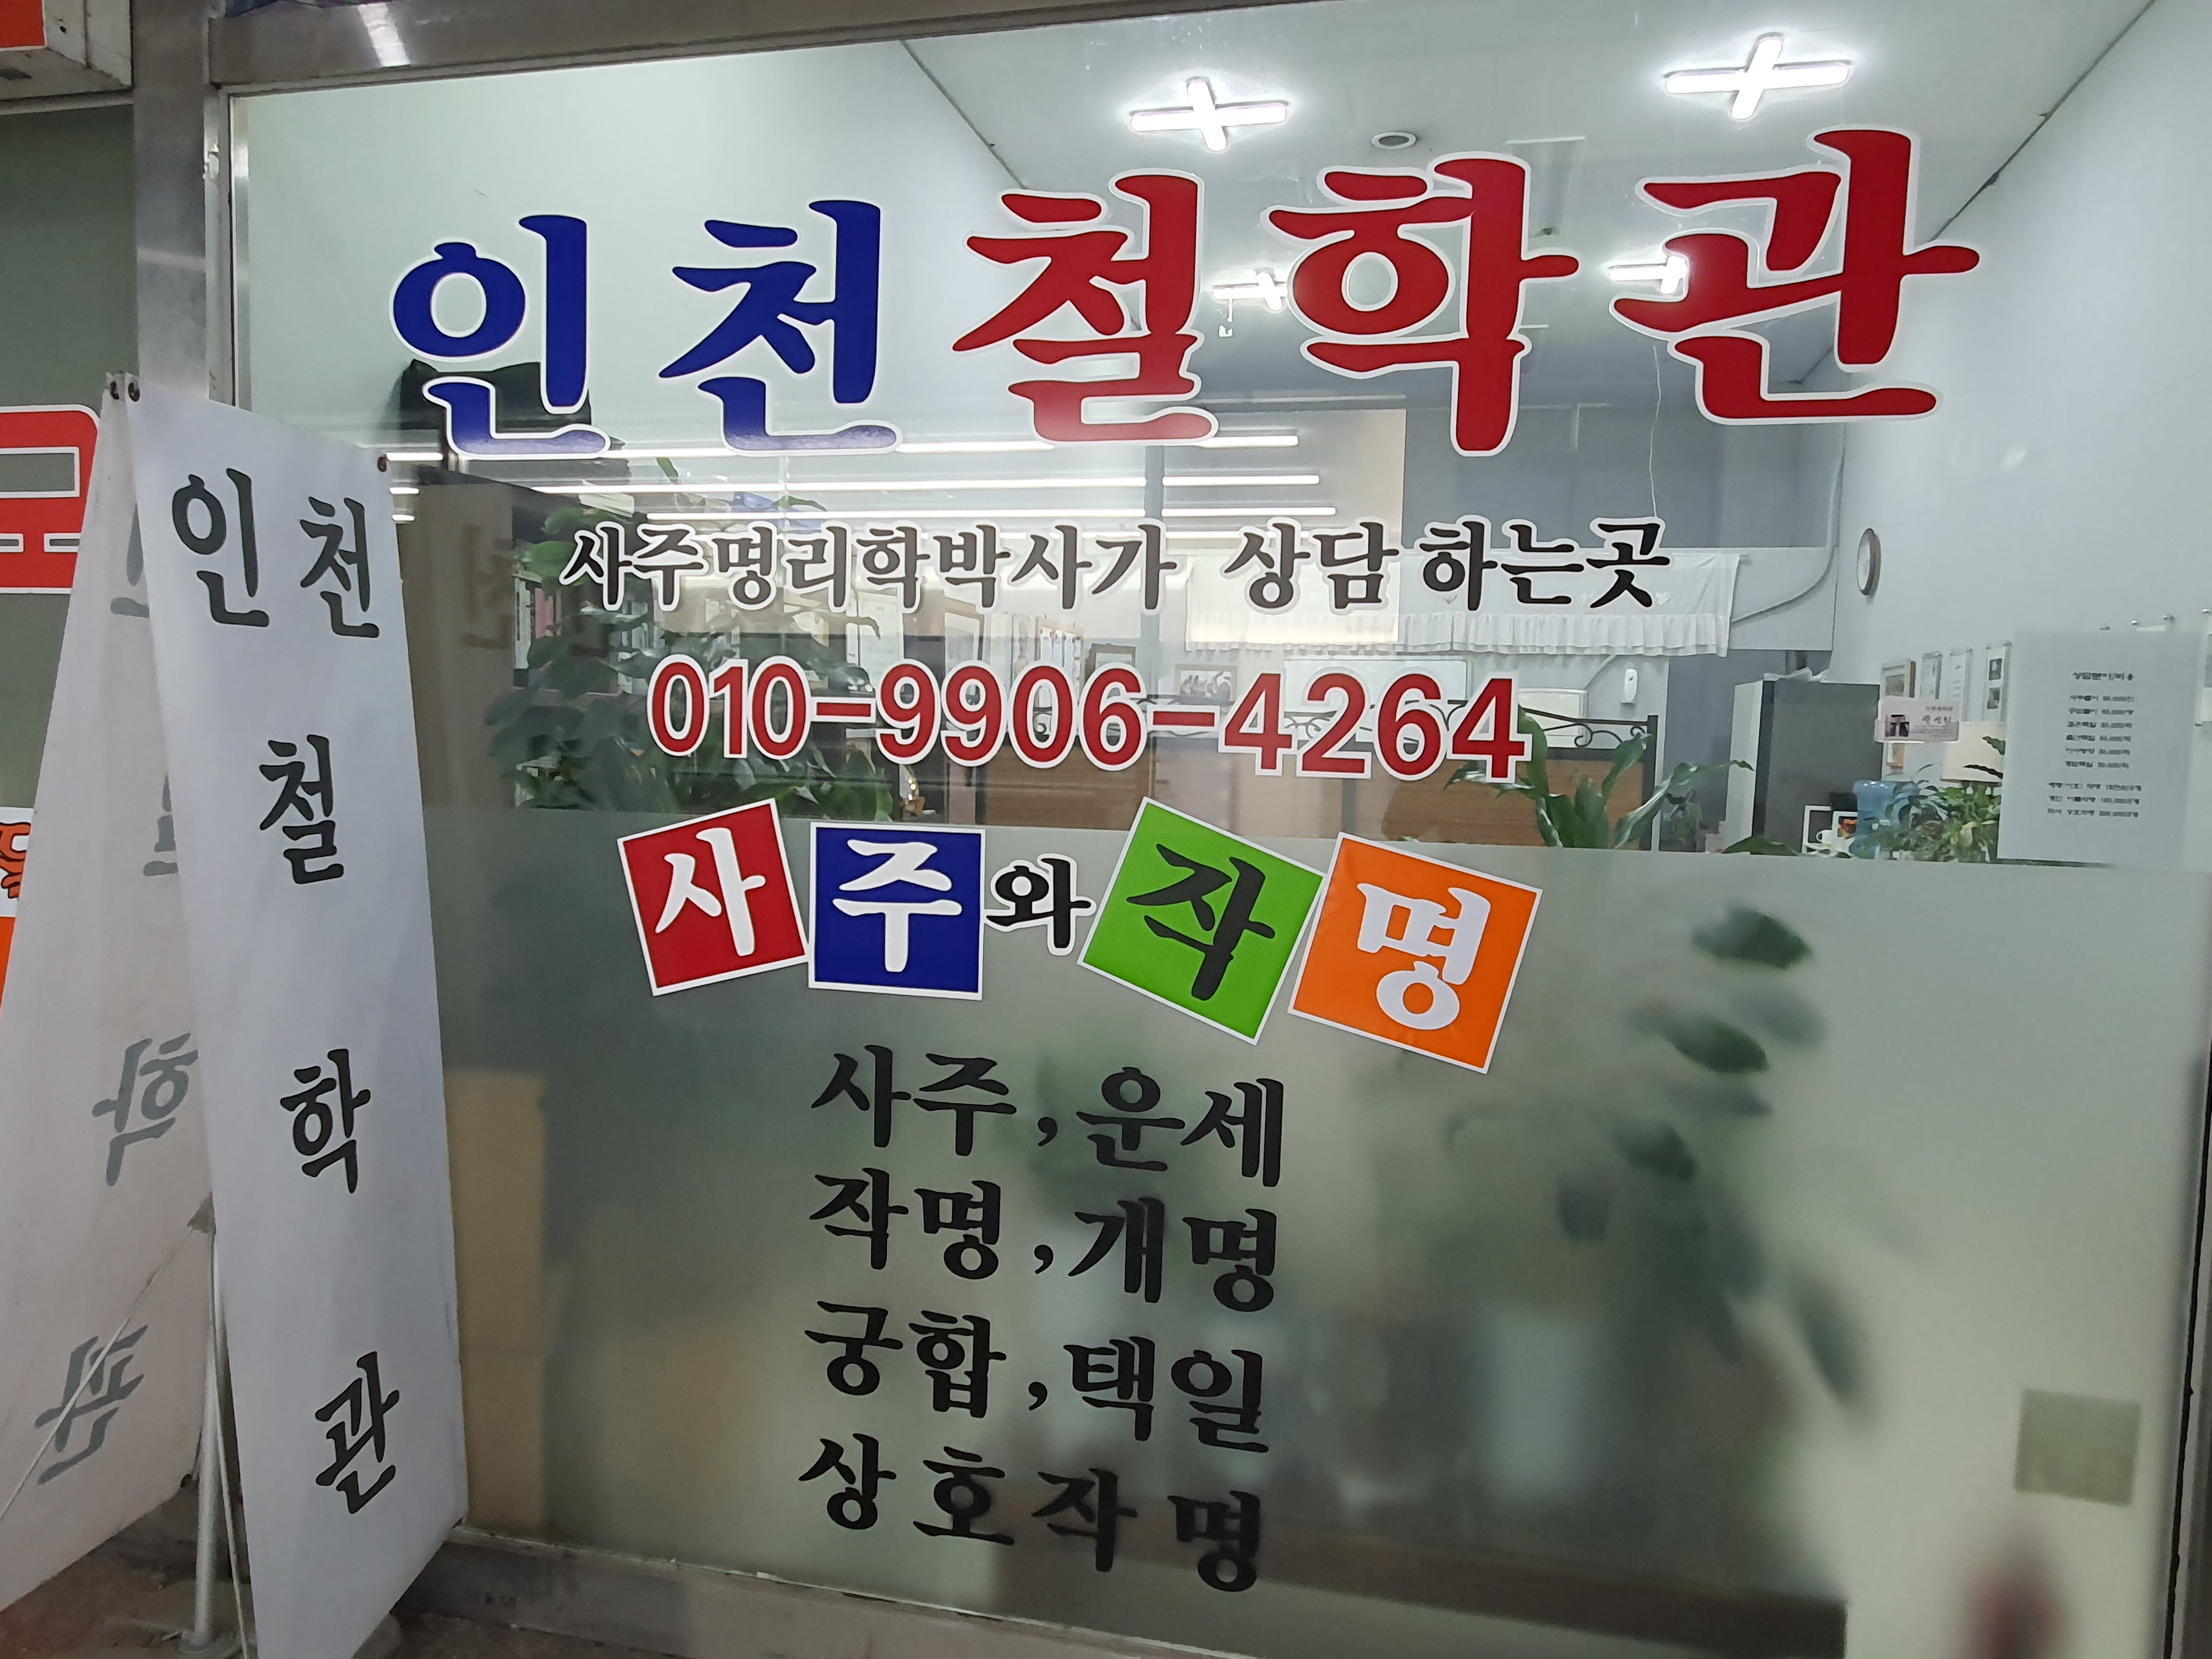 인천철학관
사주명리학박사가 상담하는곳
010-9906-4264
사주와작명
사주,운세
작명,개명
궁합,택일
상호작명
인천
철
학
관